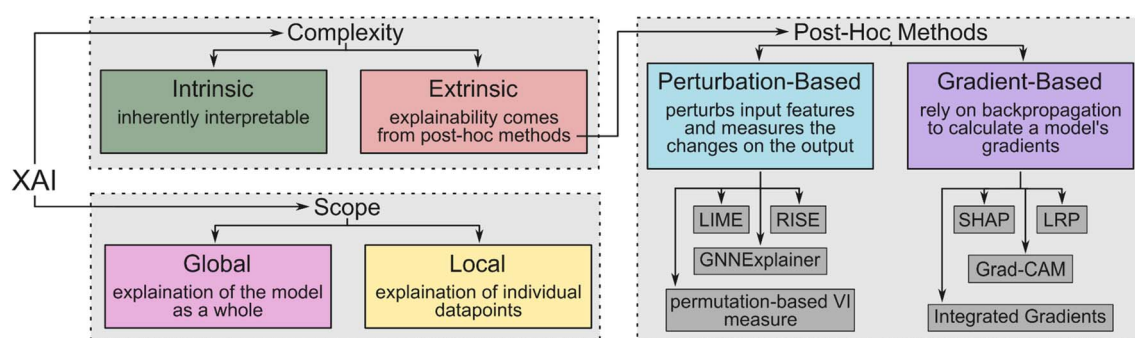 XAI
Complexity
Intrinsic
inherently interpretable
Extrinsic
explainability comes
from post-hoc methods
Scope
Global
explaination of the model
as a whole
Local
explaination of individual
datapoints
Post-Hoc Methods
Perturbation-Based
perturbs input features
and measures the
changes on the output
LIME
RISE
GNNExplainer
permutation-based VI
measure
Gradient-Based
rely on backpropagation
to calculate a model's
gradients
SHAP
LRP
Grad-CAM
Integrated Gradients